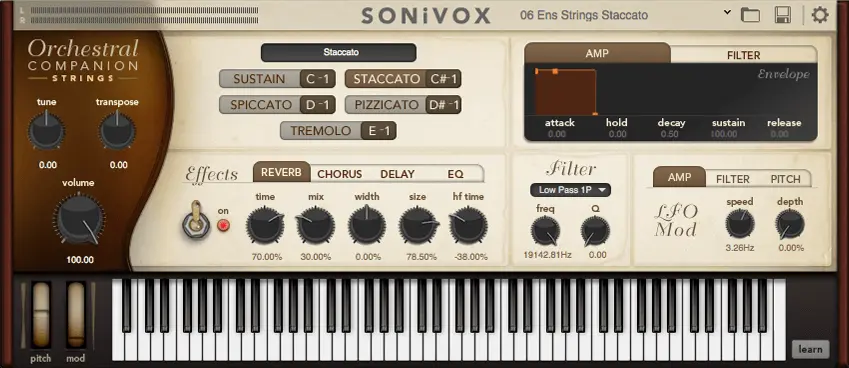 L
R
SONiVOX
06 Ens Strings Staccato
Orchestral
COMPANION
STRINGS
tune
transpose
0.00
0.00
volume
100.00
Staccato
SUSTAIN C -1
STACCATO C# -1
SPICCATO D -1
PIZZICATO D# -1
TREMOLO E -1
AMP
FILTER
Envelope
attack hold decay sustain release
0.00 0.00 0.50 100.00 0.00
Effects
REVERB CHORUS DELAY EQ
on
time mix width size hf time
70.00% 30.00% 0.00% 78.50% -38.00%
Filter
Low Pass 1P
freq Q
19142.81Hz 0.00
AMP FILTER PITCH
LFO
Mod
speed depth
3.26Hz 0.00%
pitch mod
learn